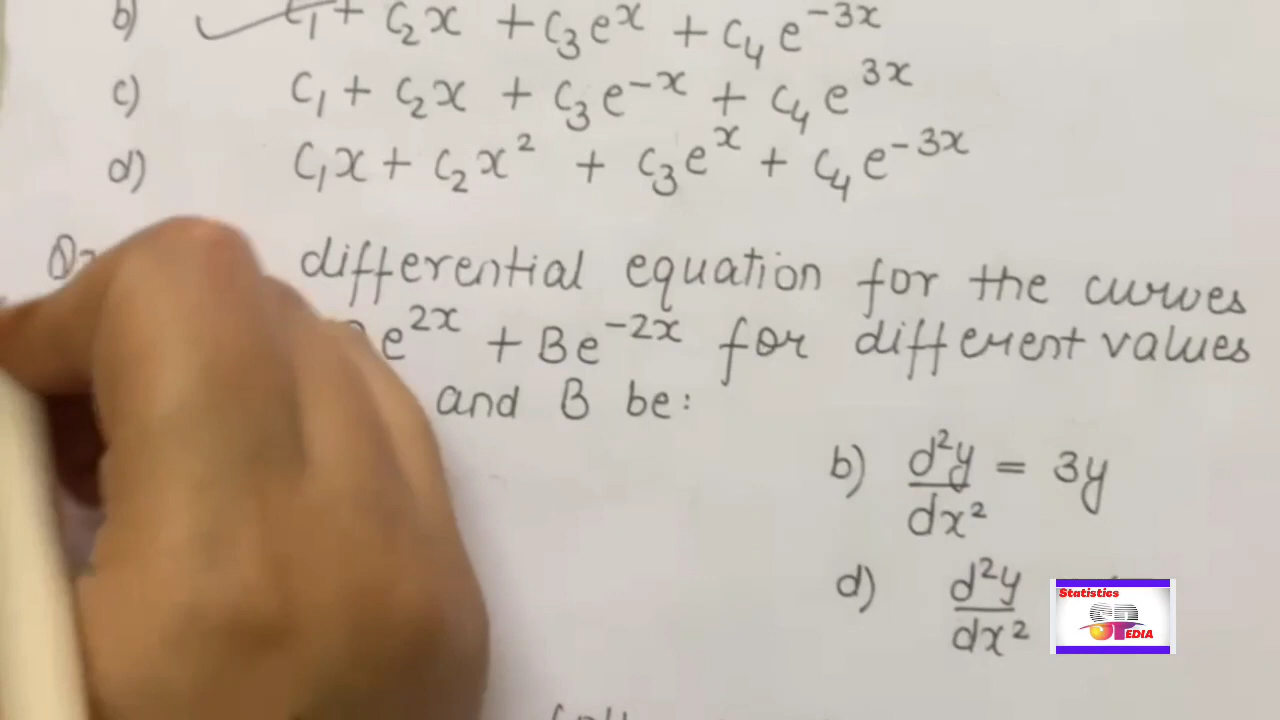 b) C₁ + C₂x + C₃eˣ + C₄e⁻³ˣ
c) C₁ + C₂x + C₃e⁻ˣ + C₄e³ˣ
d) C₁x + C₂x² + C₃eˣ + C₄e⁻³ˣ
differential equation for the curves
e²ˣ + Be⁻²ˣ for different values
and B be:
b) d²y/dx² = 3y
d) d²y/dx²
Statistics
EDIA